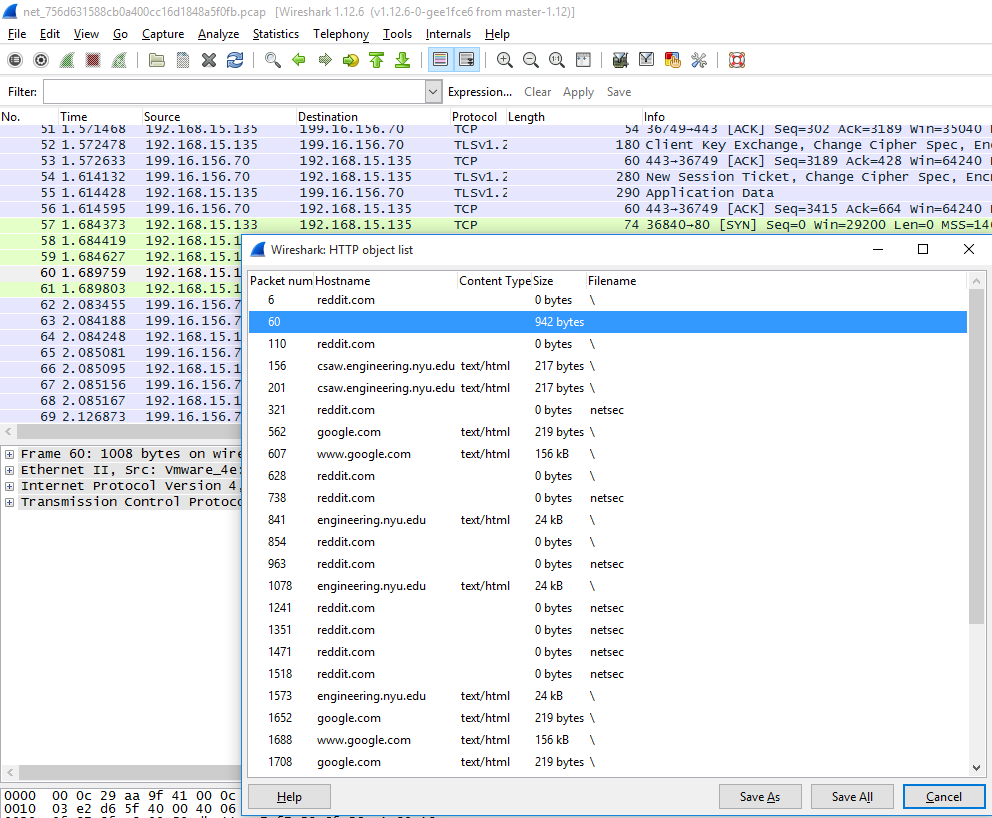 net_756d631588cb0a400cc16d1848a5f0fb.pcap [Wireshark 1.12.6 (v1.12.6-0-gee1fce6 from master-1.12)]
File Edit View Go Capture Analyze Statistics Telephony Tools Internals Help
Filter: Expression... Clear Apply Save
No. Time Source Destination Protocol Length Info
51 1.571468 192.168.15.135 199.16.156.70 TCP 54 36749→443 [ACK] Seq=302 Ack=3189 Win=35040
52 1.572478 192.168.15.135 199.16.156.70 TLSv1.2 180 Client Key Exchange, Change Cipher Spec,
53 1.572633 199.16.156.70 192.168.15.135 TCP 60 443→36749 [ACK] Seq=3189 Ack=428 Win=64240
54 1.614132 199.16.156.70 192.168.15.135 TLSv1.2 280 New Session Ticket, Change Cipher Spec,
55 1.614428 192.168.15.135 199.16.156.70 TLSv1.2 290 Application Data
56 1.614595 199.16.156.70 192.168.15.135 TCP 60 443→36749 [ACK] Seq=3415 Ack=664 Win=64240
57 1.684373 192.168.15.133 192.168.15.135 TCP 74 36840→80 [SYN] Seq=0 Win=29200 Len=0
58 1.684419 192.168.15.1
59 1.684627 192.168.15.1
60 1.689759 192.168.15.1
61 1.689803 192.168.15.1
62 2.083455 199.16.156.7
63 2.084188 199.16.156.7
64 2.084248 192.168.15.1
65 2.085081 199.16.156.7
66 2.085095 192.168.15.1
67 2.085156 199.16.156.7
68 2.085167 192.168.15.1
69 2.126873 199.16.156.7
Wireshark: HTTP object list
Packet num Hostname Content Type Size Filename
6 reddit.com 0 bytes \
60 942 bytes
110 reddit.com 0 bytes \
156 csaw.engineering.nyu.edu text/html 217 bytes \
201 csaw.engineering.nyu.edu text/html 217 bytes \
321 reddit.com 0 bytes netsec
562 google.com text/html 219 bytes \
607 www.google.com text/html 156 kB \
628 reddit.com 0 bytes \
738 reddit.com 0 bytes netsec
841 engineering.nyu.edu text/html 24 kB \
854 reddit.com 0 bytes \
963 reddit.com 0 bytes netsec
1078 engineering.nyu.edu text/html 24 kB \
1241 reddit.com 0 bytes netsec
1351 reddit.com 0 bytes netsec
1471 reddit.com 0 bytes netsec
1518 reddit.com 0 bytes netsec
1573 engineering.nyu.edu text/html 24 kB \
1652 google.com text/html 219 bytes \
1688 www.google.com text/html 156 kB \
1708 google.com text/html 219 bytes \
Help Save As Save All Cancel
Frame 60: 1008 bytes on wire
Ethernet II, Src: Vmware_4e:
Internet Protocol Version 4,
Transmission Control Protoco
0000 00 0c 29 aa 9f 41 00 0c
0010 03 e2 d6 5f 40 00 40 06